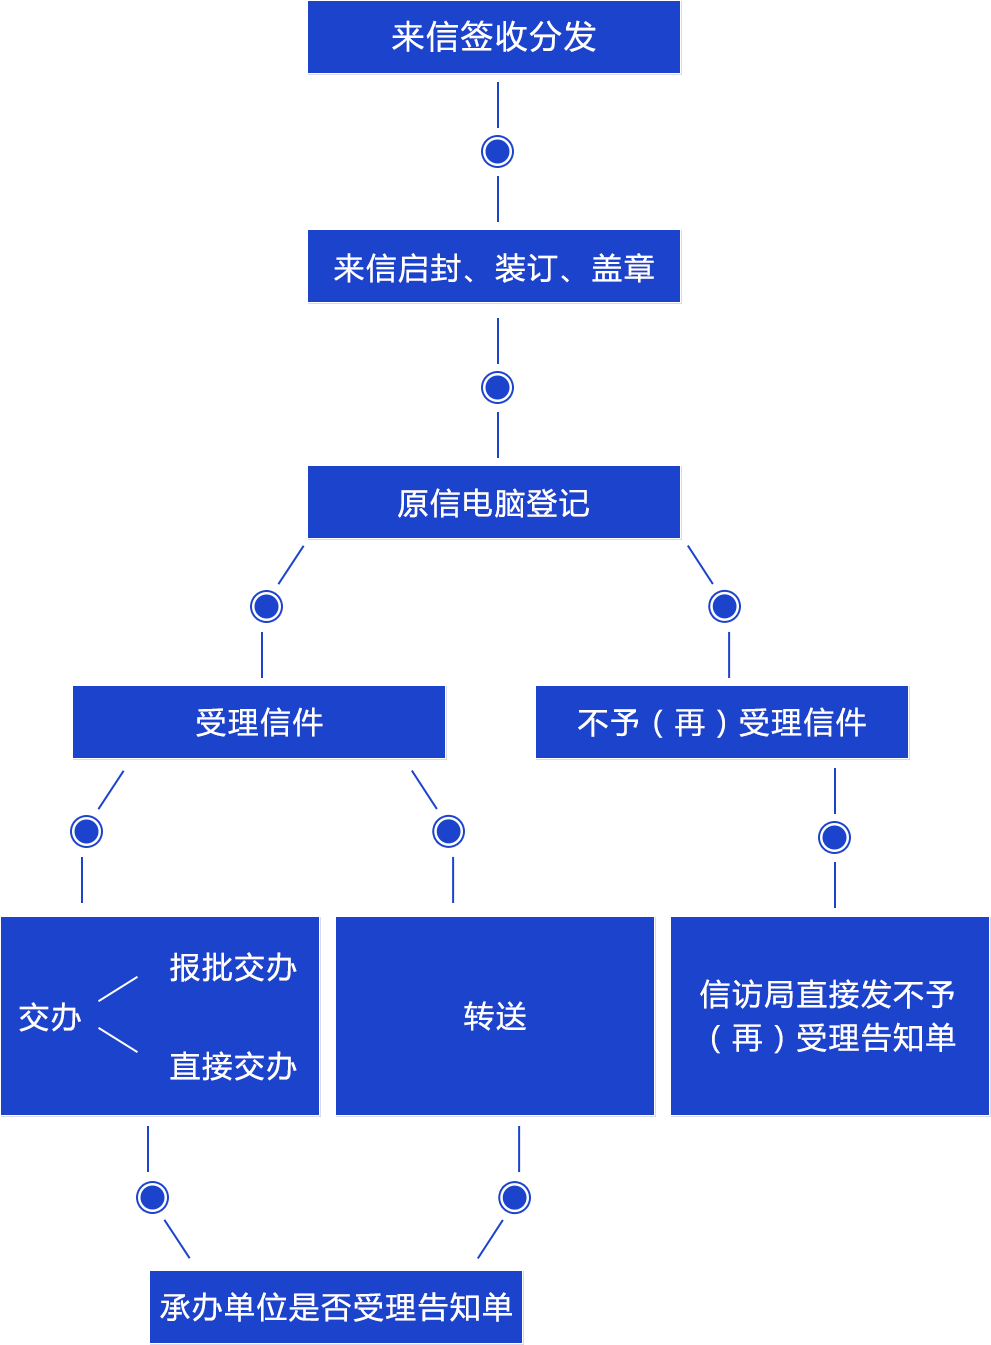 来信签收分发
来信启封、装订、盖章
原信电脑登记
受理信件
不予（再）受理信件
交办
报批交办
直接交办
转送
信访局直接发不予
（再）受理告知单
承办单位是否受理告知单